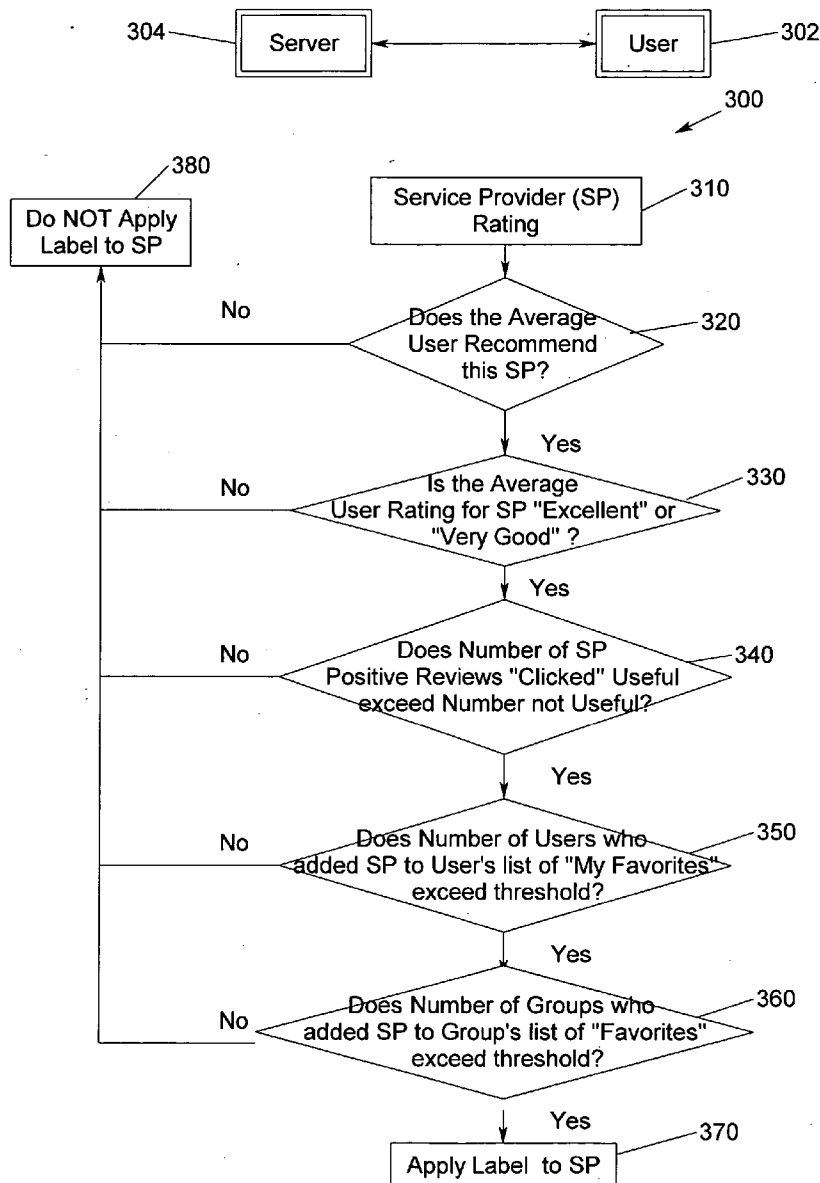 304
Server
User
302
300
380
Do NOT Apply
Label to SP
Service Provider (SP)
Rating
310
No
Does the Average
User Recommend
this SP?
320
Yes
No
Is the Average
User Rating for SP "Excellent" or
"Very Good" ?
330
Yes
No
Does Number of SP
Positive Reviews "Clicked" Useful
exceed Number not Useful?
340
Yes
No
Does Number of Users who
added SP to User's list of "My Favorites"
exceed threshold?
350
Yes
No
Does Number of Groups who
added SP to Group's list of "Favorites"
exceed threshold?
360
Yes
Apply Label to SP
370